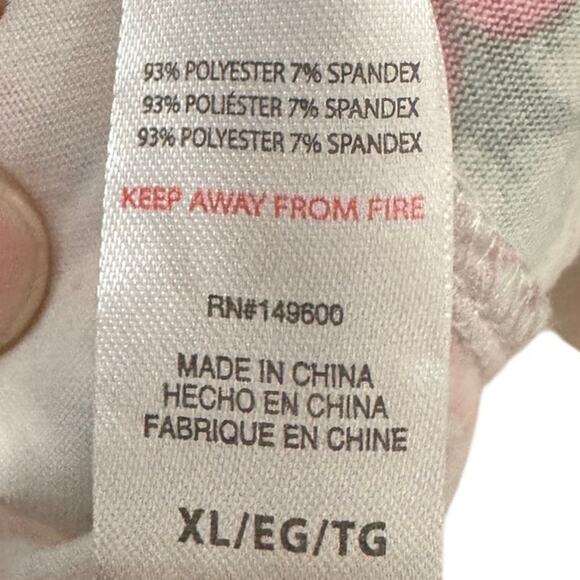 93% POLYESTER 7% SPANDEX
93% POLIÉSTER 7% SPANDEX
93% POLYESTER 7% SPANDEX
KEEP AWAY FROM FIRE
RN#149600
MADE IN CHINA
HECHO EN CHINA
FABRIQUE EN CHINE
XL/EG/TG